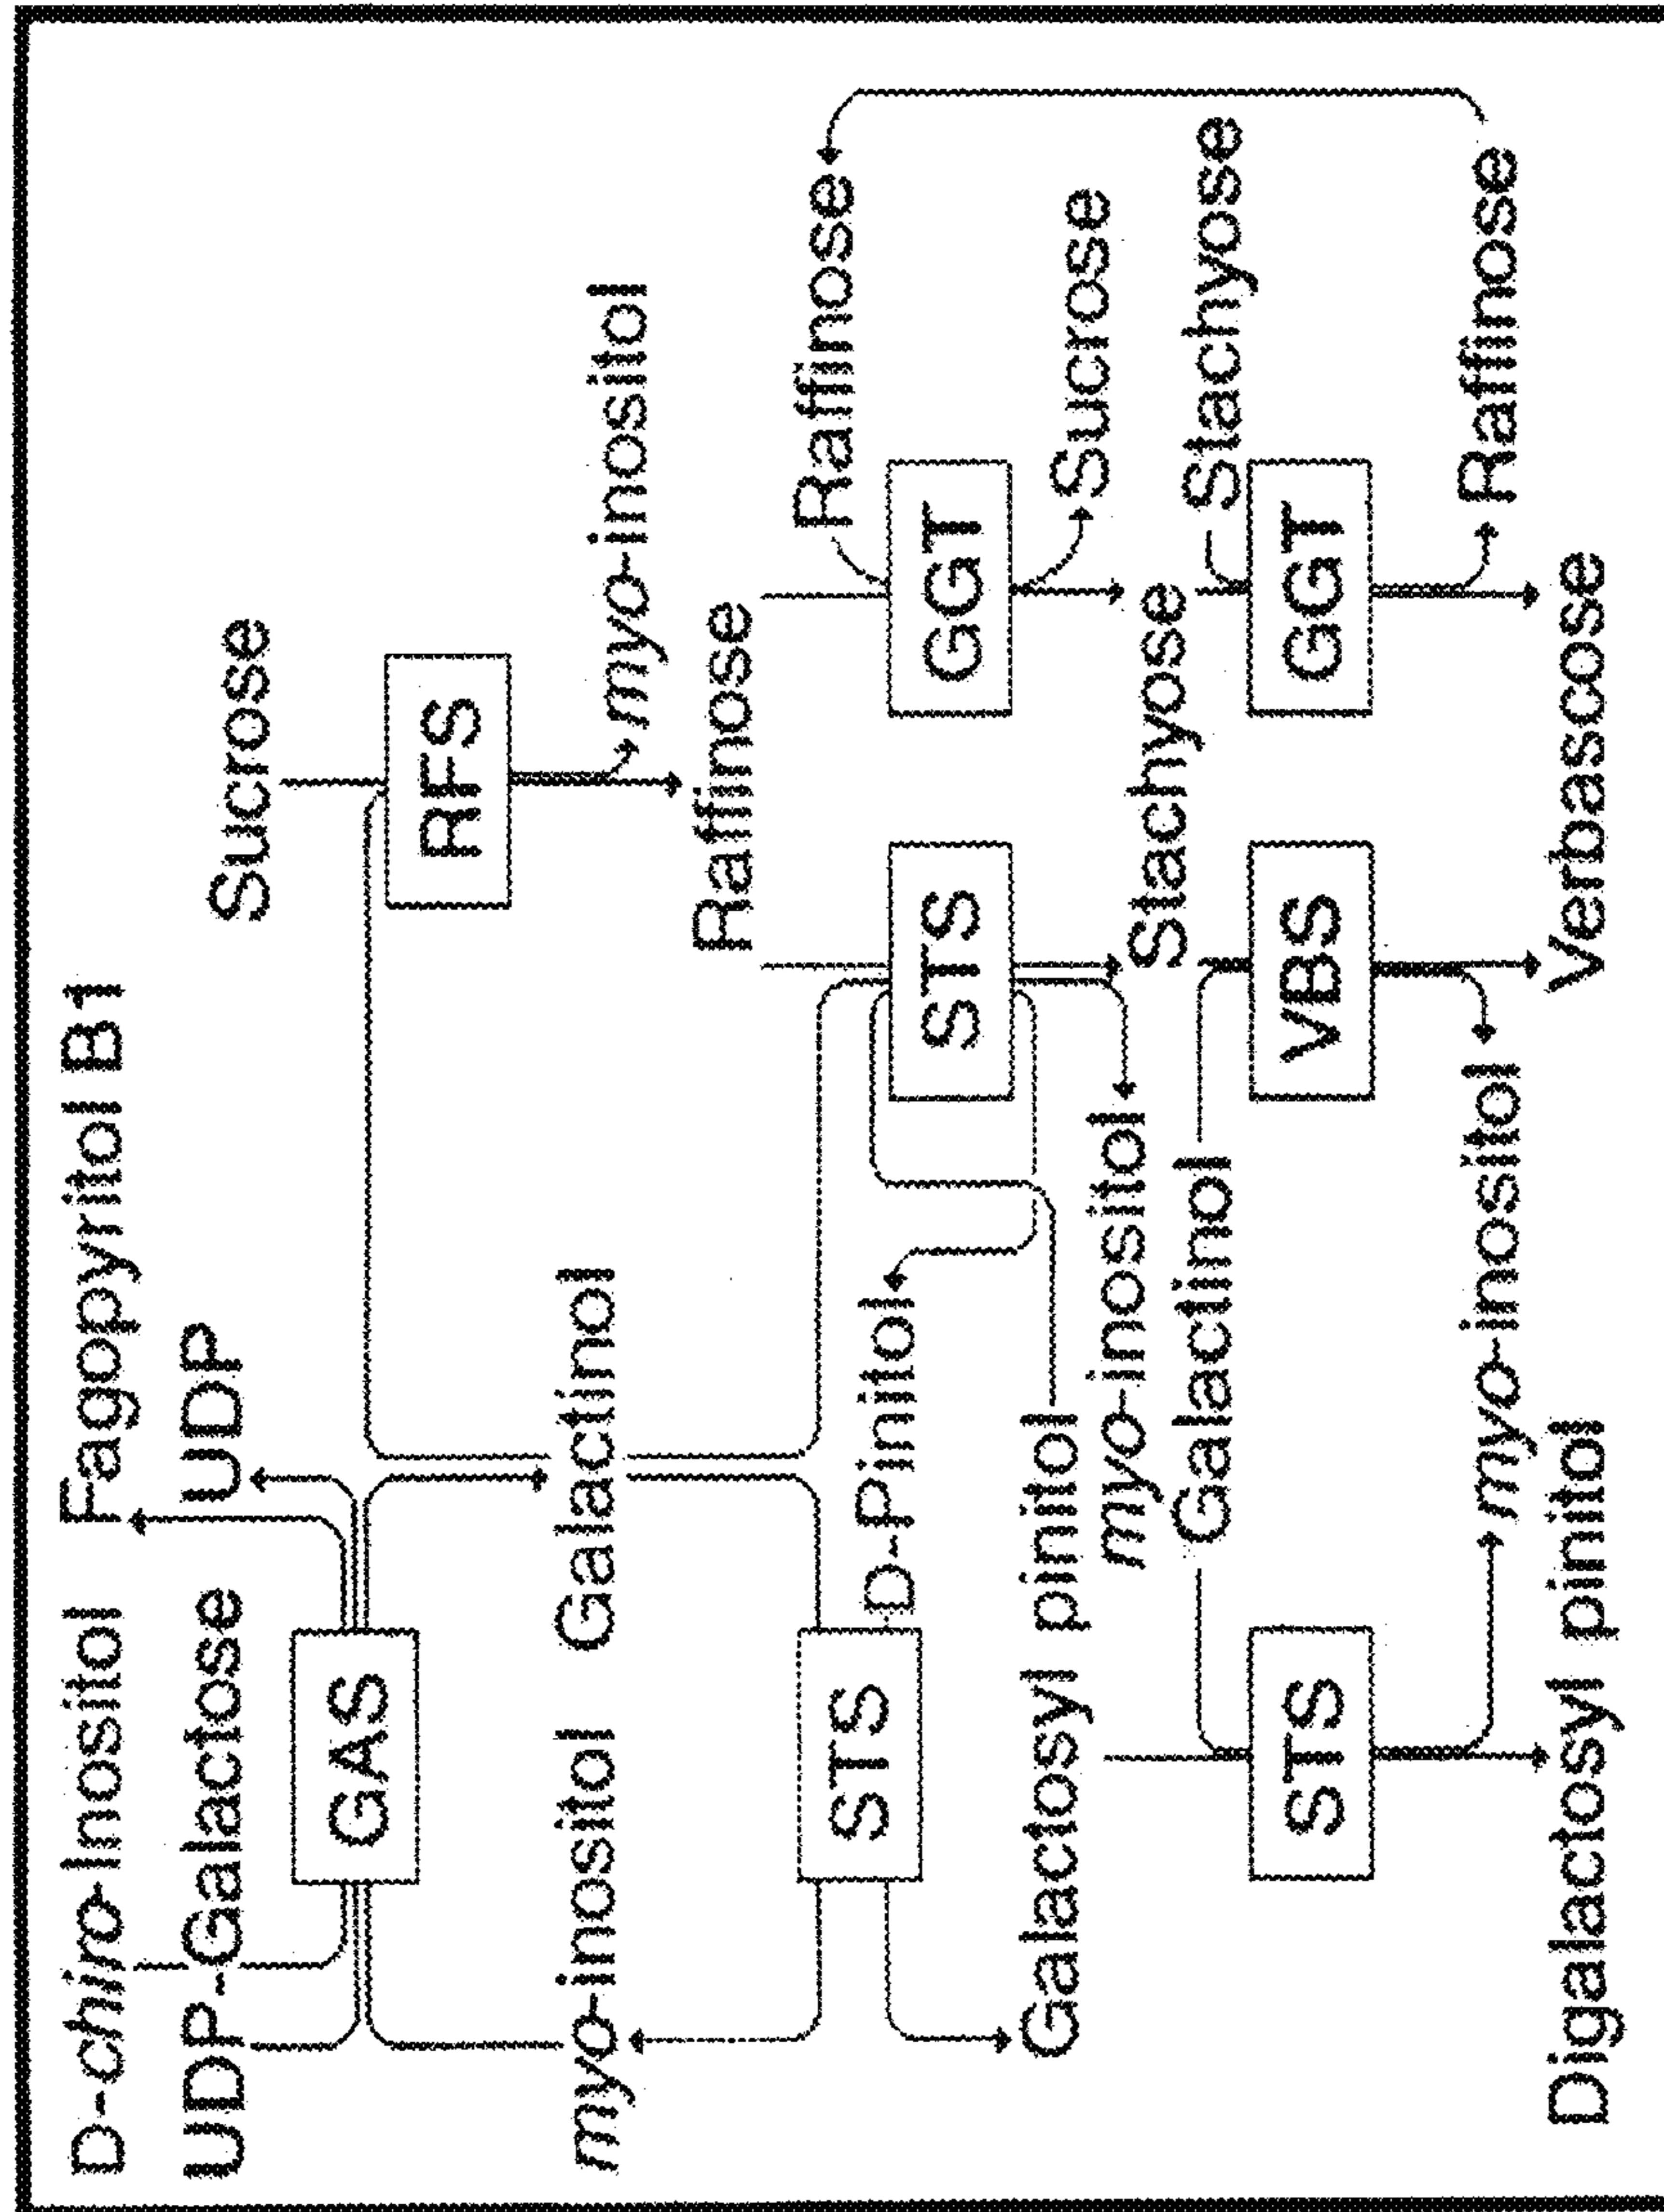 D-chiro-Inositol Fagopyritol B1
UDP-Galactose UDP
Sucrose
GAS
RFS
myo-inositol Galactinol
myo-inositol
Raffinose
Raffinose
STS
D-Pinitol
STS
GGT
Galactosyl pinitol
Sucrose
myo-inositol
Stachyose
Galactinol
Stachyose
STS
VBS
GGT
myo-inositol
Raffinose
Digalactosyl pinitol
Verbascose